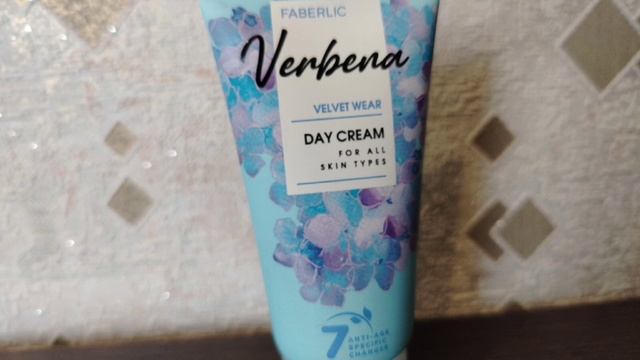 FABERLIC
Verbena
VELVET WEAR
DAY CREAM
FOR ALL
SKIN TYPES
7
ANTI-AGE
SPECIFIC
CHANGES